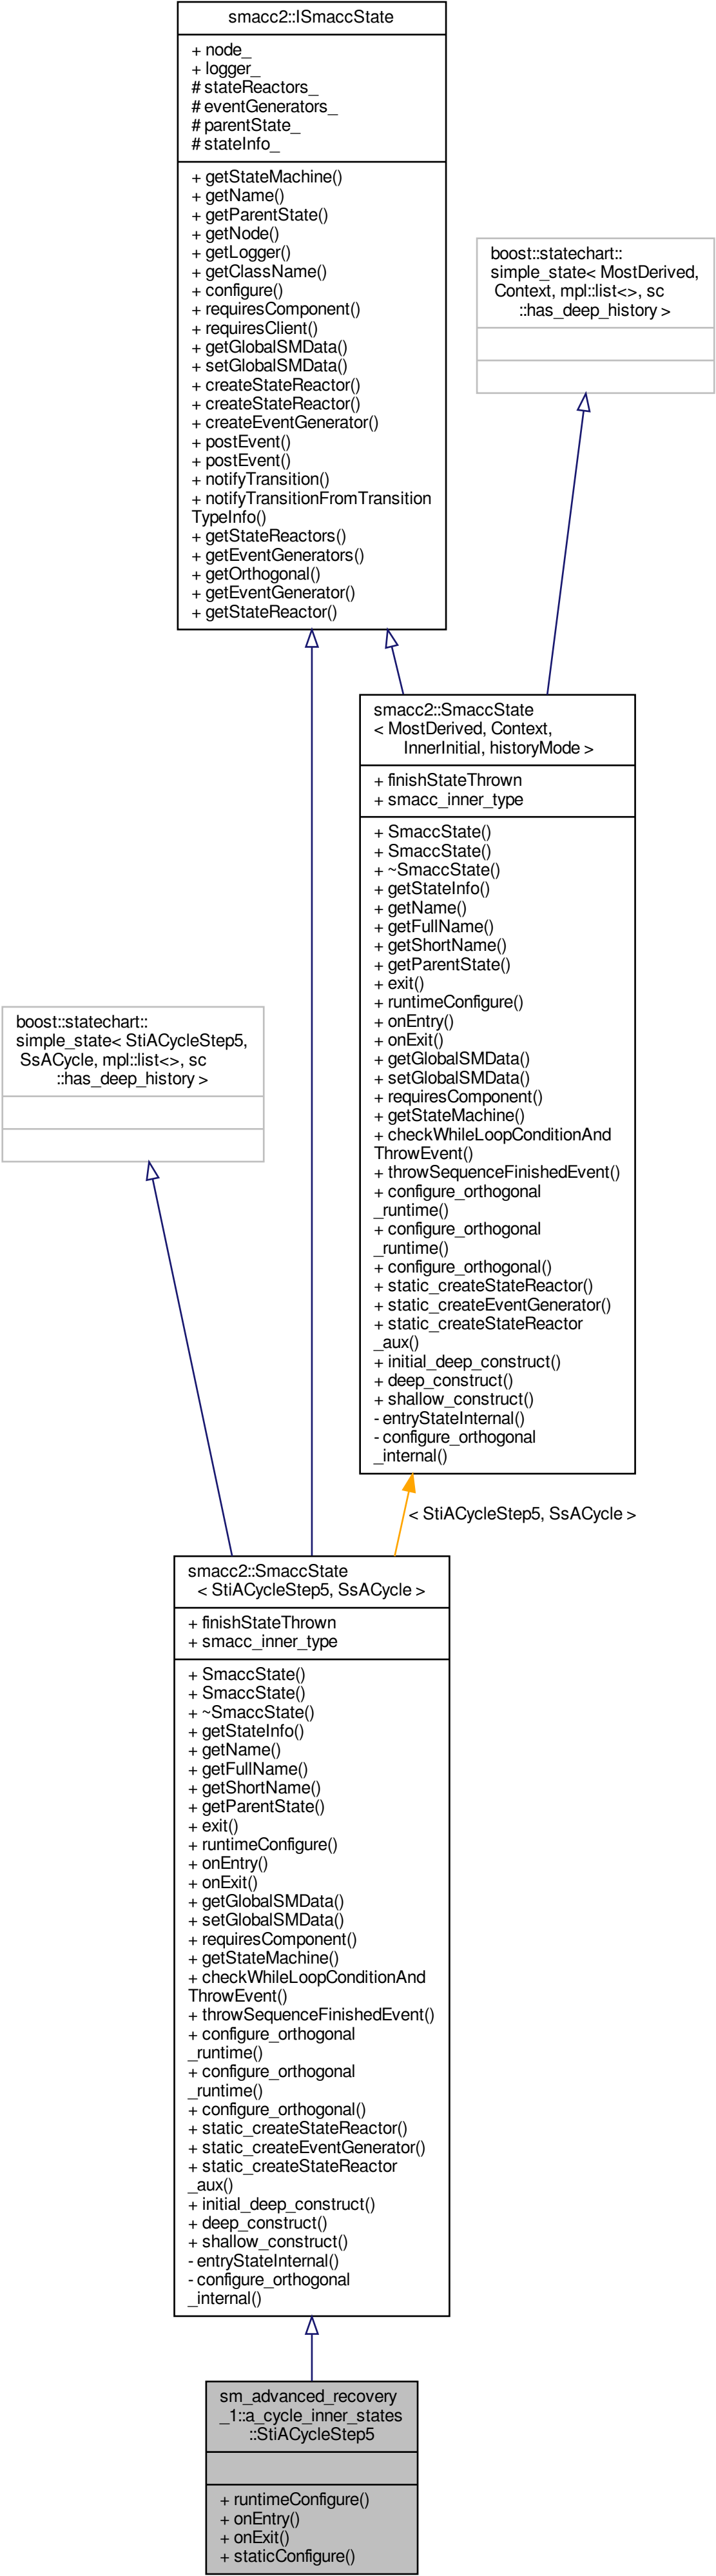 smacc2::ISmaccState
+ node_
+ logger_
# stateReactors_
# eventGenerators_
# parentState_
# stateInfo_
+ getStateMachine()
+ getName()
+ getParentState()
+ getNode()
+ getLogger()
+ getClassName()
+ configure()
+ requiresComponent()
+ requiresClient()
+ getGlobalSMData()
+ setGlobalSMData()
+ createStateReactor()
+ createStateReactor()
+ createEventGenerator()
+ postEvent()
+ postEvent()
+ notifyTransition()
+ notifyTransitionFromTransition
TypeInfo()
+ getStateReactors()
+ getEventGenerators()
+ getOrthogonal()
+ getEventGenerator()
+ getStateReactor()
boost::statechart::
simple_state< MostDerived,
Context, mpl::list<>, sc
::has_deep_history >
smacc2::SmaccState
< MostDerived, Context,
InnerInitial, historyMode >
+ finishStateThrown
+ smacc_inner_type
+ SmaccState()
+ SmaccState()
+ ~SmaccState()
+ getStateInfo()
+ getName()
+ getFullName()
+ getShortName()
+ getParentState()
+ exit()
+ runtimeConfigure()
+ onEntry()
+ onExit()
+ getGlobalSMData()
+ setGlobalSMData()
+ requiresComponent()
+ getStateMachine()
+ checkWhileLoopConditionAnd
ThrowEvent()
+ throwSequenceFinishedEvent()
+ configure_orthogonal
_runtime()
+ configure_orthogonal
_runtime()
+ configure_orthogonal()
+ static_createStateReactor()
+ static_createEventGenerator()
+ static_createStateReactor
_aux()
+ initial_deep_construct()
+ deep_construct()
+ shallow_construct()
- entryStateInternal()
- configure_orthogonal
_internal()
boost::statechart::
simple_state< StiACycleStep5,
SsACycle, mpl::list<>, sc
::has_deep_history >
< StiACycleStep5, SsACycle >
smacc2::SmaccState
< StiACycleStep5, SsACycle >
+ finishStateThrown
+ smacc_inner_type
+ SmaccState()
+ SmaccState()
+ ~SmaccState()
+ getStateInfo()
+ getName()
+ getFullName()
+ getShortName()
+ getParentState()
+ exit()
+ runtimeConfigure()
+ onEntry()
+ onExit()
+ getGlobalSMData()
+ setGlobalSMData()
+ requiresComponent()
+ getStateMachine()
+ checkWhileLoopConditionAnd
ThrowEvent()
+ throwSequenceFinishedEvent()
+ configure_orthogonal
_runtime()
+ configure_orthogonal
_runtime()
+ configure_orthogonal()
+ static_createStateReactor()
+ static_createEventGenerator()
+ static_createStateReactor
_aux()
+ initial_deep_construct()
+ deep_construct()
+ shallow_construct()
- entryStateInternal()
- configure_orthogonal
_internal()
sm_advanced_recovery
_1::a_cycle_inner_states
::StiACycleStep5
+ runtimeConfigure()
+ onEntry()
+ onExit()
+ staticConfigure()